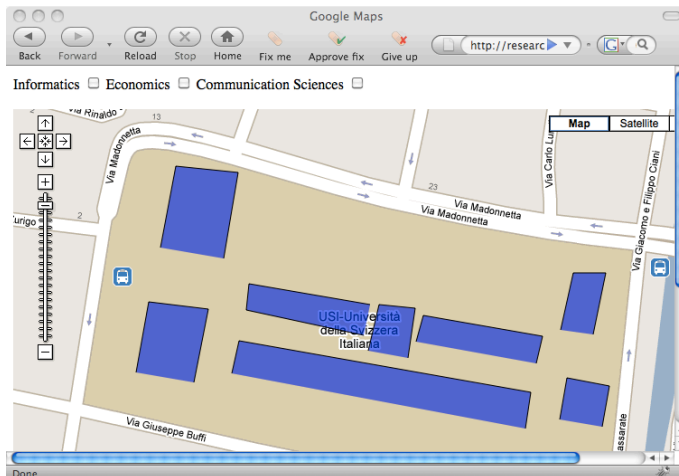 Google Maps
Back Forward Reload Stop Home Fix me Approve fix Give up http://researc
Informatics Economics Communication Sciences
Map Satellite
Via Rinaldo
13
Via Madonnetta
Via Carlo Lu
Via Giacomo e Filippo Ciani
23
Via Madonnetta
Via Madonnetta
urigo
2
2
USI-Università
della Svizzera
Italiana
Via Giuseppe Buffi
assarate
Done